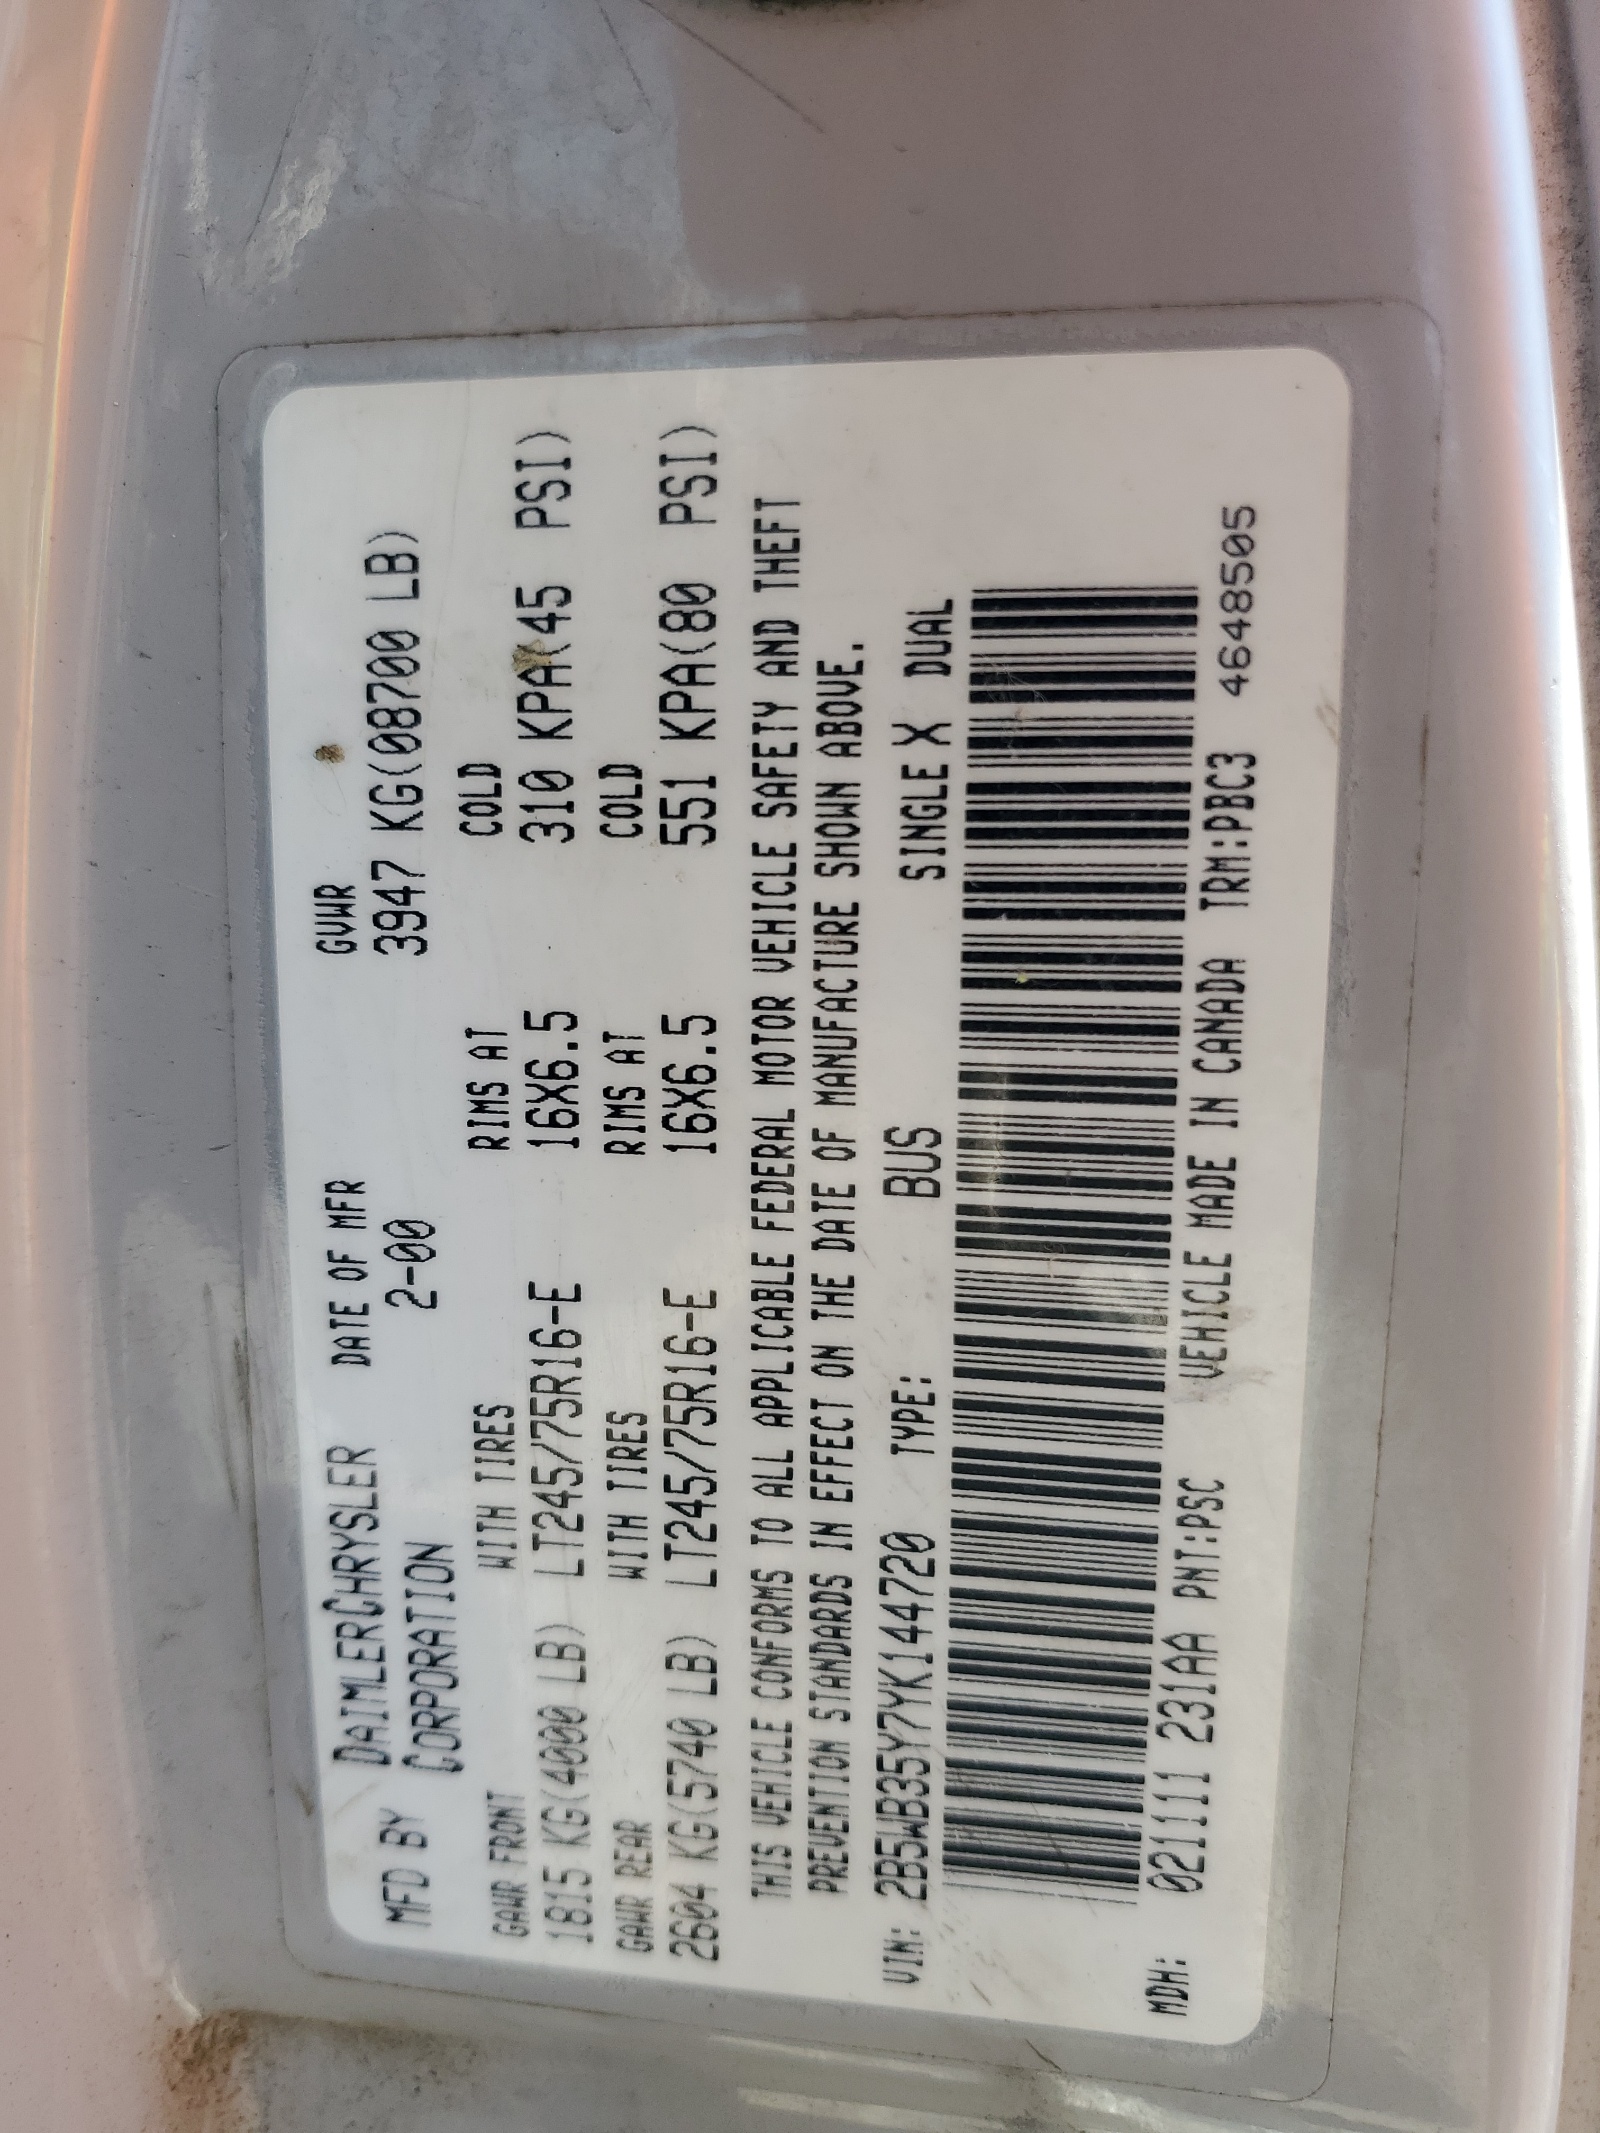 MFD BY DAIMLERCHRYSLER DATE OF MFR GVWR
CORPORATION 2-00 3947 KG(08700 LB)
GAWR FRONT WITH TIRES RIMS AT COLD
1815 KG(4000 LB) LT245/75R16-E 16X6.5 310 KPA(45 PSI)
GAWR REAR WITH TIRES RIMS AT COLD
2604 KG(5740 LB) LT245/75R16-E 16X6.5 551 KPA(80 PSI)
THIS VEHICLE CONFORMS TO ALL APPLICABLE FEDERAL MOTOR VEHICLE SAFETY AND THEFT
PREVENTION STANDARDS IN EFFECT ON THE DATE OF MANUFACTURE SHOWN ABOVE.
VIN: 2B5WB35Y7YK144720 TYPE: BUS SINGLE X DUAL
MDH: 021111 231AA PNT:PSC VEHICLE MADE IN CANADA TRM:PBC3 4648505